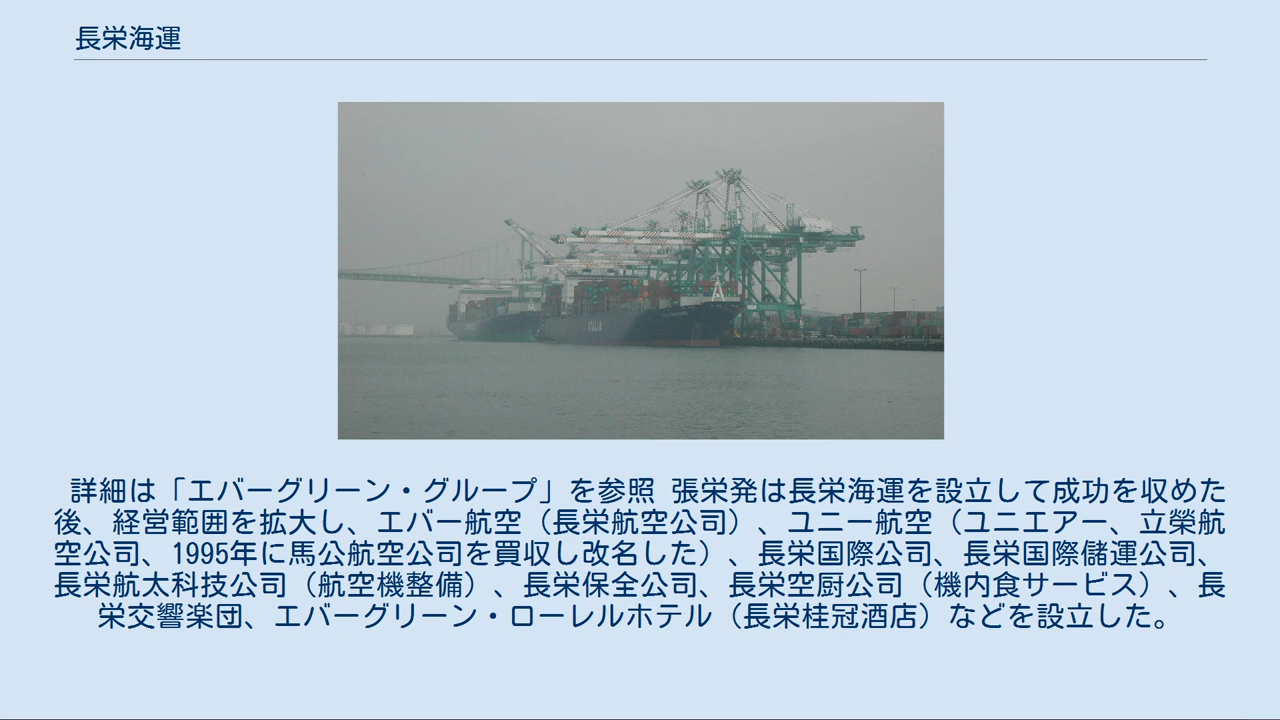 長栄海運
詳細は「エバーグリーン・グループ」を参照 張栄発は長栄海運を設立して成功を収めた
後、経営範囲を拡大し、エバー航空（長栄航空公司）、ユニー航空（ユニエアー、立榮航
空公司、1995年に馬公航空公司を買収し改名した）、長栄国際公司、長栄国際儲運公司、
長栄航太科技公司（航空機整備）、長栄保全公司、長栄空厨公司（機内食サービス）、長
栄交響楽団、エバーグリーン・ローレルホテル（長栄桂冠酒店）などを設立した。